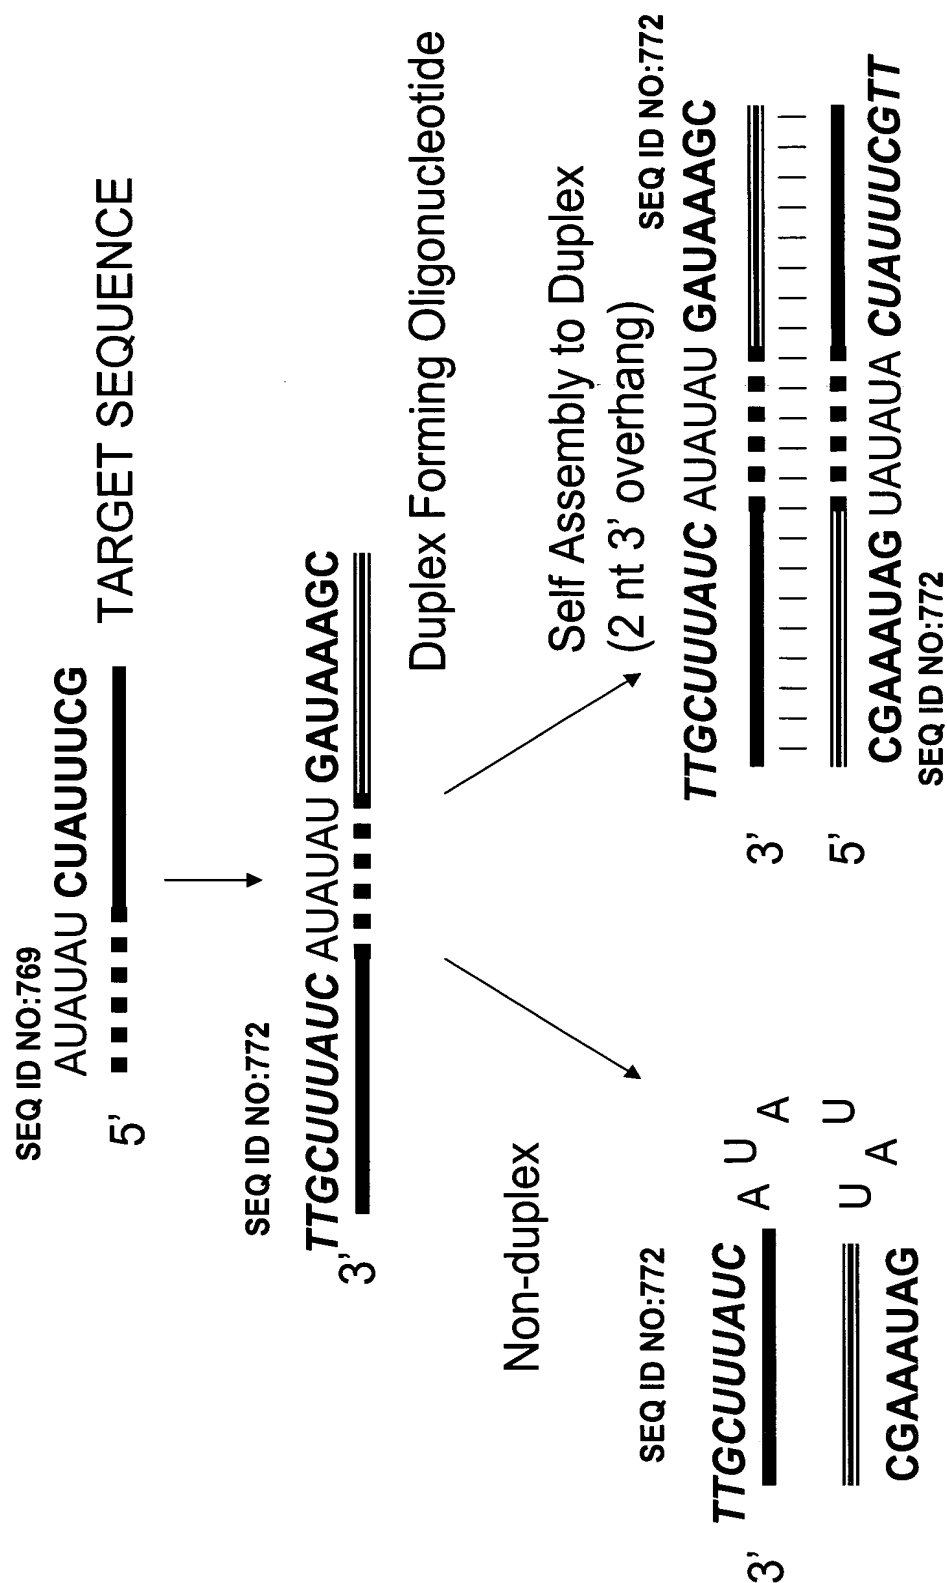 SEQ ID NO:769
AUAUAU CUAUUUCG
5'
TARGET SEQUENCE
SEQ ID NO:772
TTGCUUUAUC AUAUAU GAUAAAGC
3'
Duplex Forming Oligonucleotide
Non-duplex
SEQ ID NO:772
TTGCUUUAUC
3'
A U A
U A U
CGAAAUAG
Self Assembly to Duplex
(2 nt 3' overhang)
SEQ ID NO:772
TTGCUUUAUC AUAUAU GAUAAAGC
3'
5'
CGAAAUAG UAUAUA CUAUUUCGTT
SEQ ID NO:772